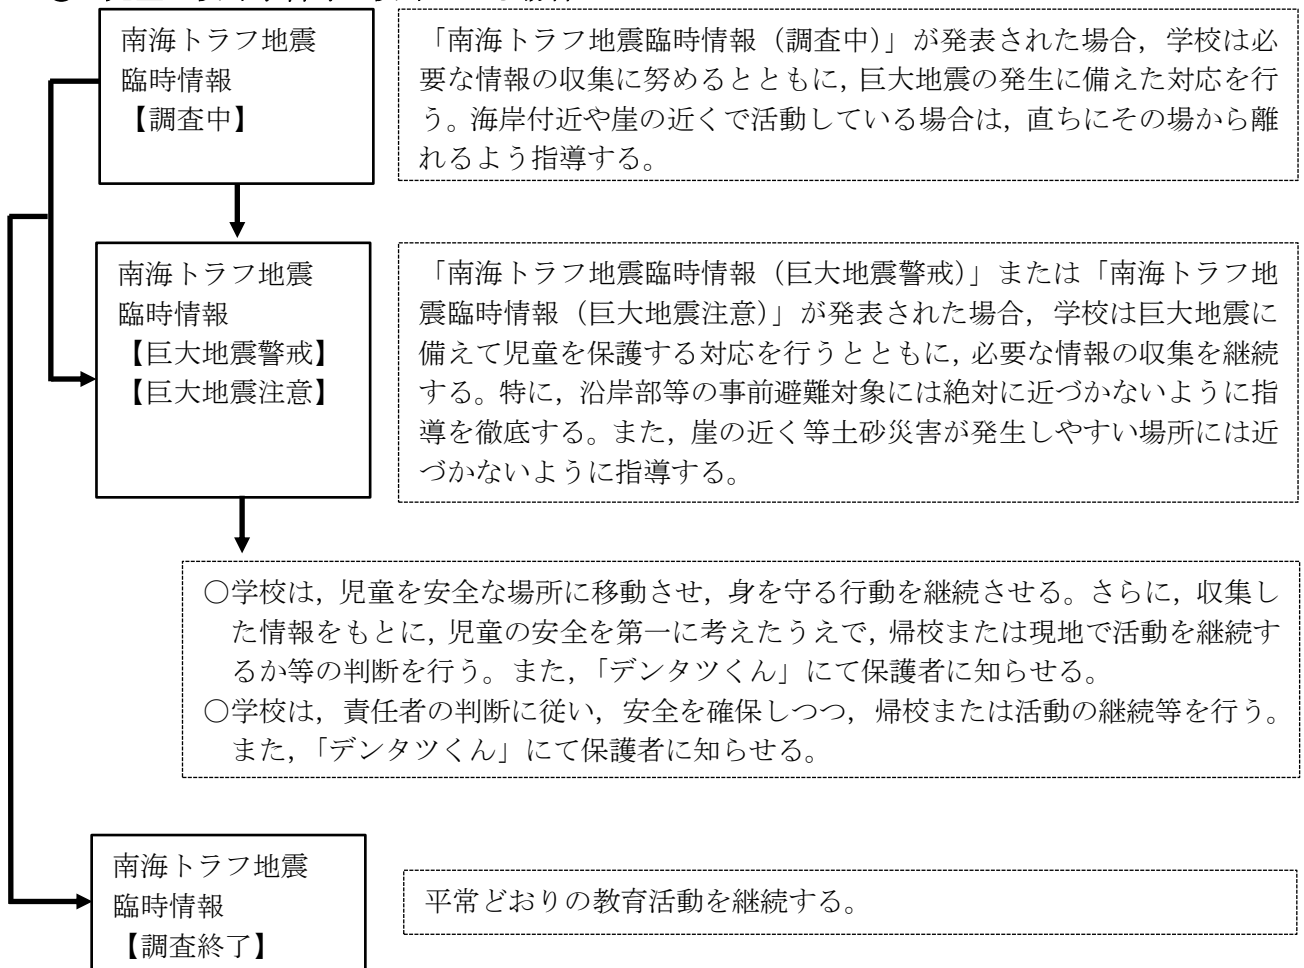 南海トラフ地震
臨時情報
【調査中】
「南海トラフ地震臨時情報（調査中）」が発表された場合，学校は必
要な情報の収集に努めるとともに，巨大地震の発生に備えた対応を行
う。海岸付近や崖の近くで活動している場合は，直ちにその場から離
れるよう指導する。
南海トラフ地震
臨時情報
【巨大地震警戒】
【巨大地震注意】
「南海トラフ地震臨時情報（巨大地震警戒）」または「南海トラフ地
震臨時情報（巨大地震注意）」が発表された場合，学校は巨大地震に
備えて児童を保護する対応を行うとともに，必要な情報の収集を継続
する。特に，沿岸部等の事前避難対象には絶対に近づかないように指
導を徹底する。また，崖の近く等土砂災害が発生しやすい場所には近
づかないように指導する。
○学校は，児童を安全な場所に移動させ，身を守る行動を継続させる。さらに，収集し
た情報をもとに，児童の安全を第一に考えたうえで，帰校または現地で活動を継続す
るか等の判断を行う。また，「デンタツくん」にて保護者に知らせる。
○学校は，責任者の判断に従い，安全を確保しつつ，帰校または活動の継続等を行う。
また，「デンタツくん」にて保護者に知らせる。
南海トラフ地震
臨時情報
【調査終了】
平常どおりの教育活動を継続する。